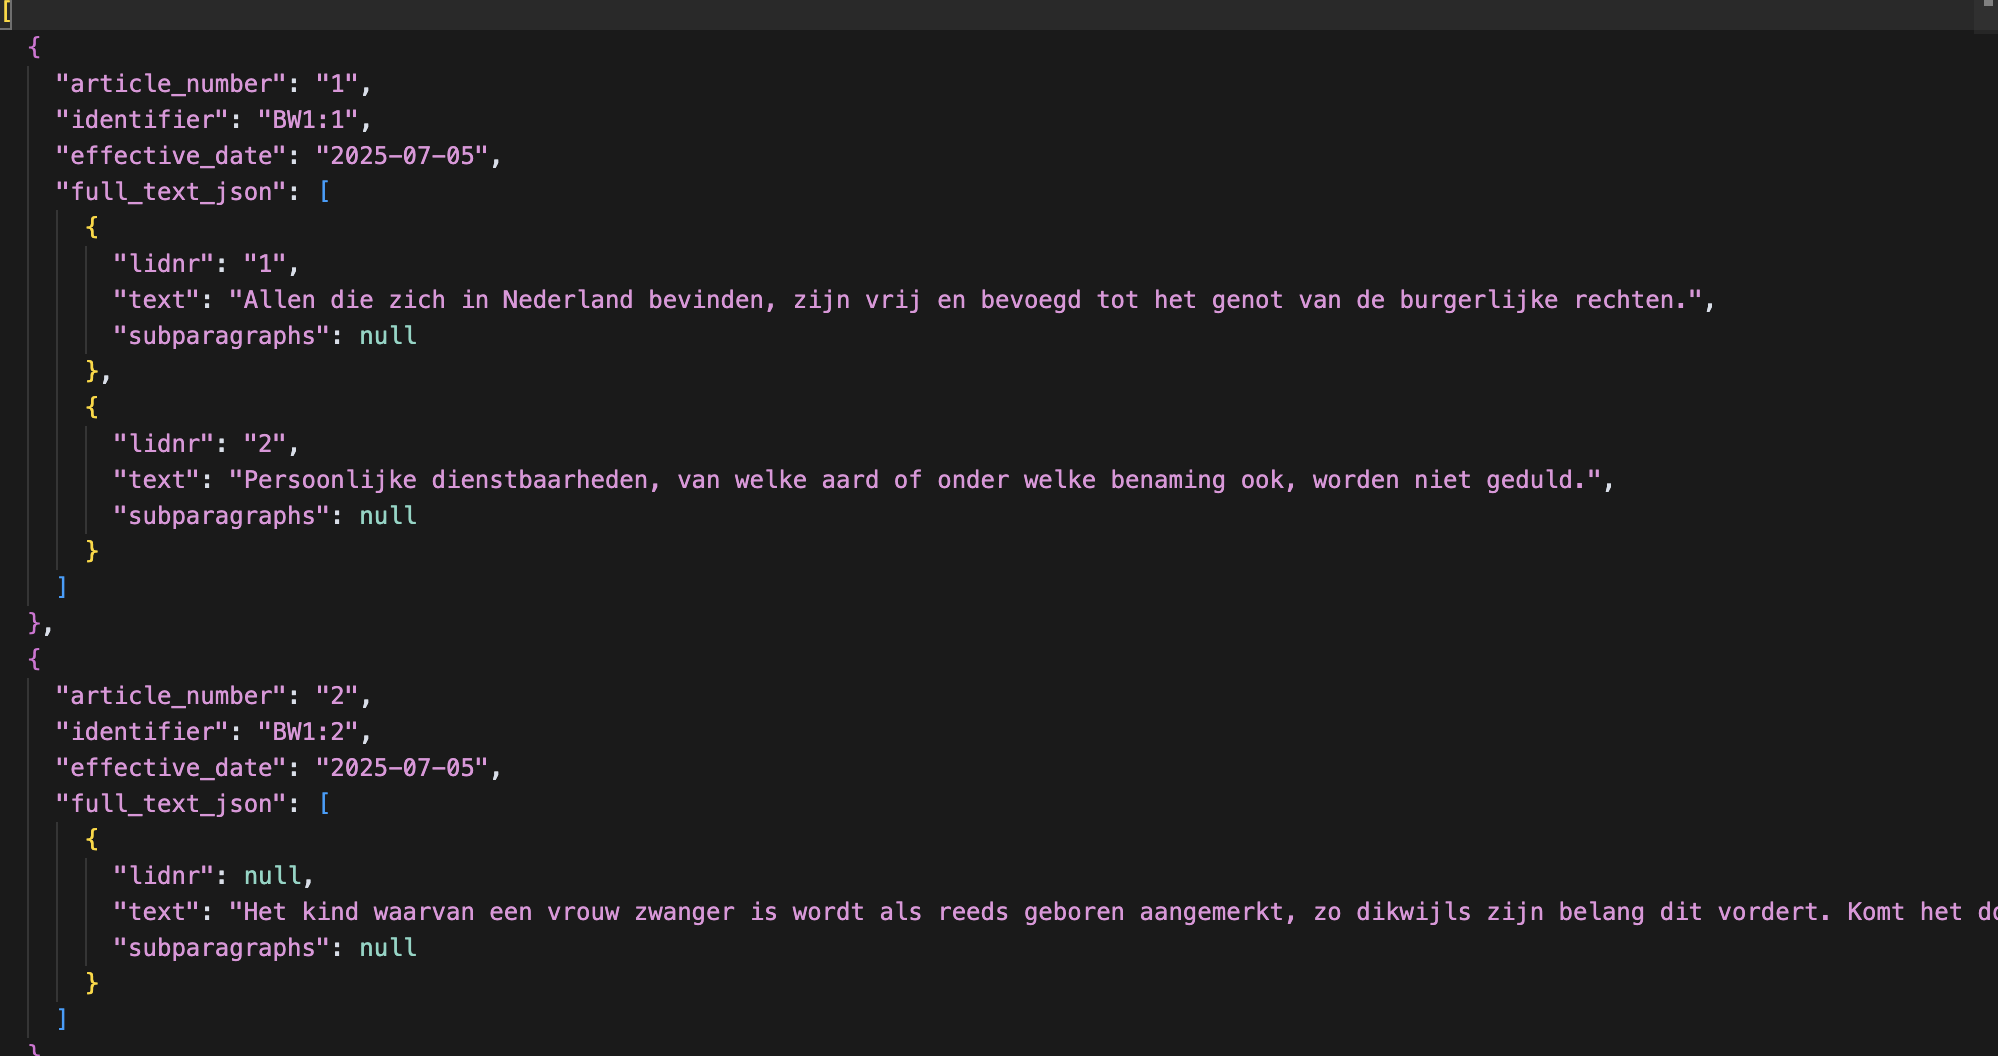 [
{
"article_number": "1",
"identifier": "BW1:1",
"effective_date": "2025-07-05",
"full_text_json": [
{
"lidnr": "1",
"text": "Allen die zich in Nederland bevinden, zijn vrij en bevoegd tot het genot van de burgerlijke rechten.",
"subparagraphs": null
},
{
"lidnr": "2",
"text": "Persoonlijke dienstbaarheden, van welke aard of onder welke benaming ook, worden niet geduld.",
"subparagraphs": null
}
]
},
{
"article_number": "2",
"identifier": "BW1:2",
"effective_date": "2025-07-05",
"full_text_json": [
{
"lidnr": null,
"text": "Het kind waarvan een vrouw zwanger is wordt als reeds geboren aangemerkt, zo dikwijls zijn belang dit vordert. Komt het
"subparagraphs": null
}
]
}